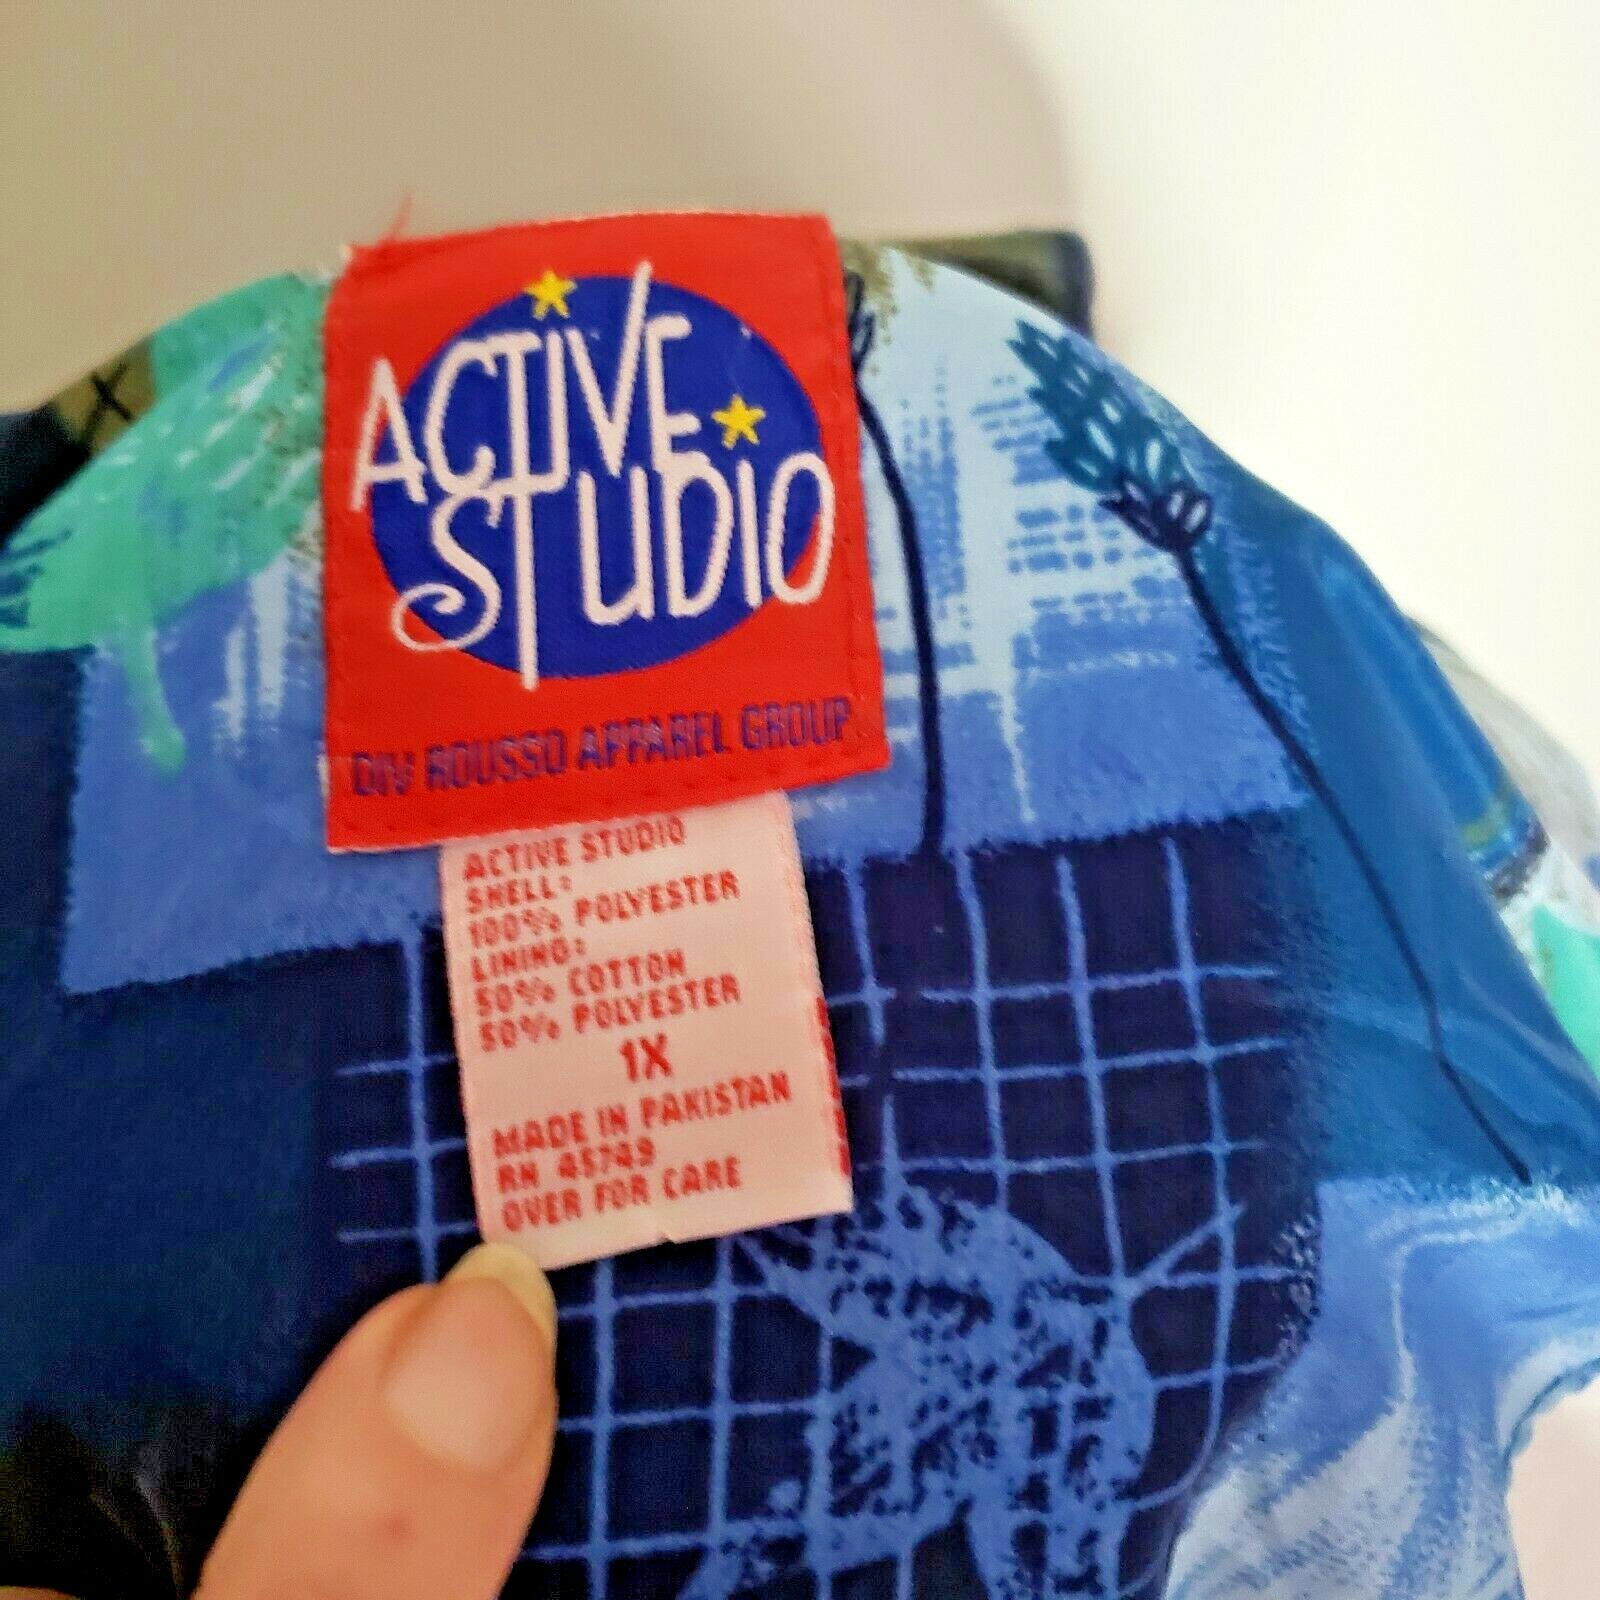 ACTIVE
STUDIO
DIV ROUSSO APPAREL GROUP
ACTIVE STUDIO
SHELL:
100% POLYESTER
LINING:
50% COTTON
50% POLYESTER
1X
MADE IN PAKISTAN
RN 45749
OVER FOR CARE